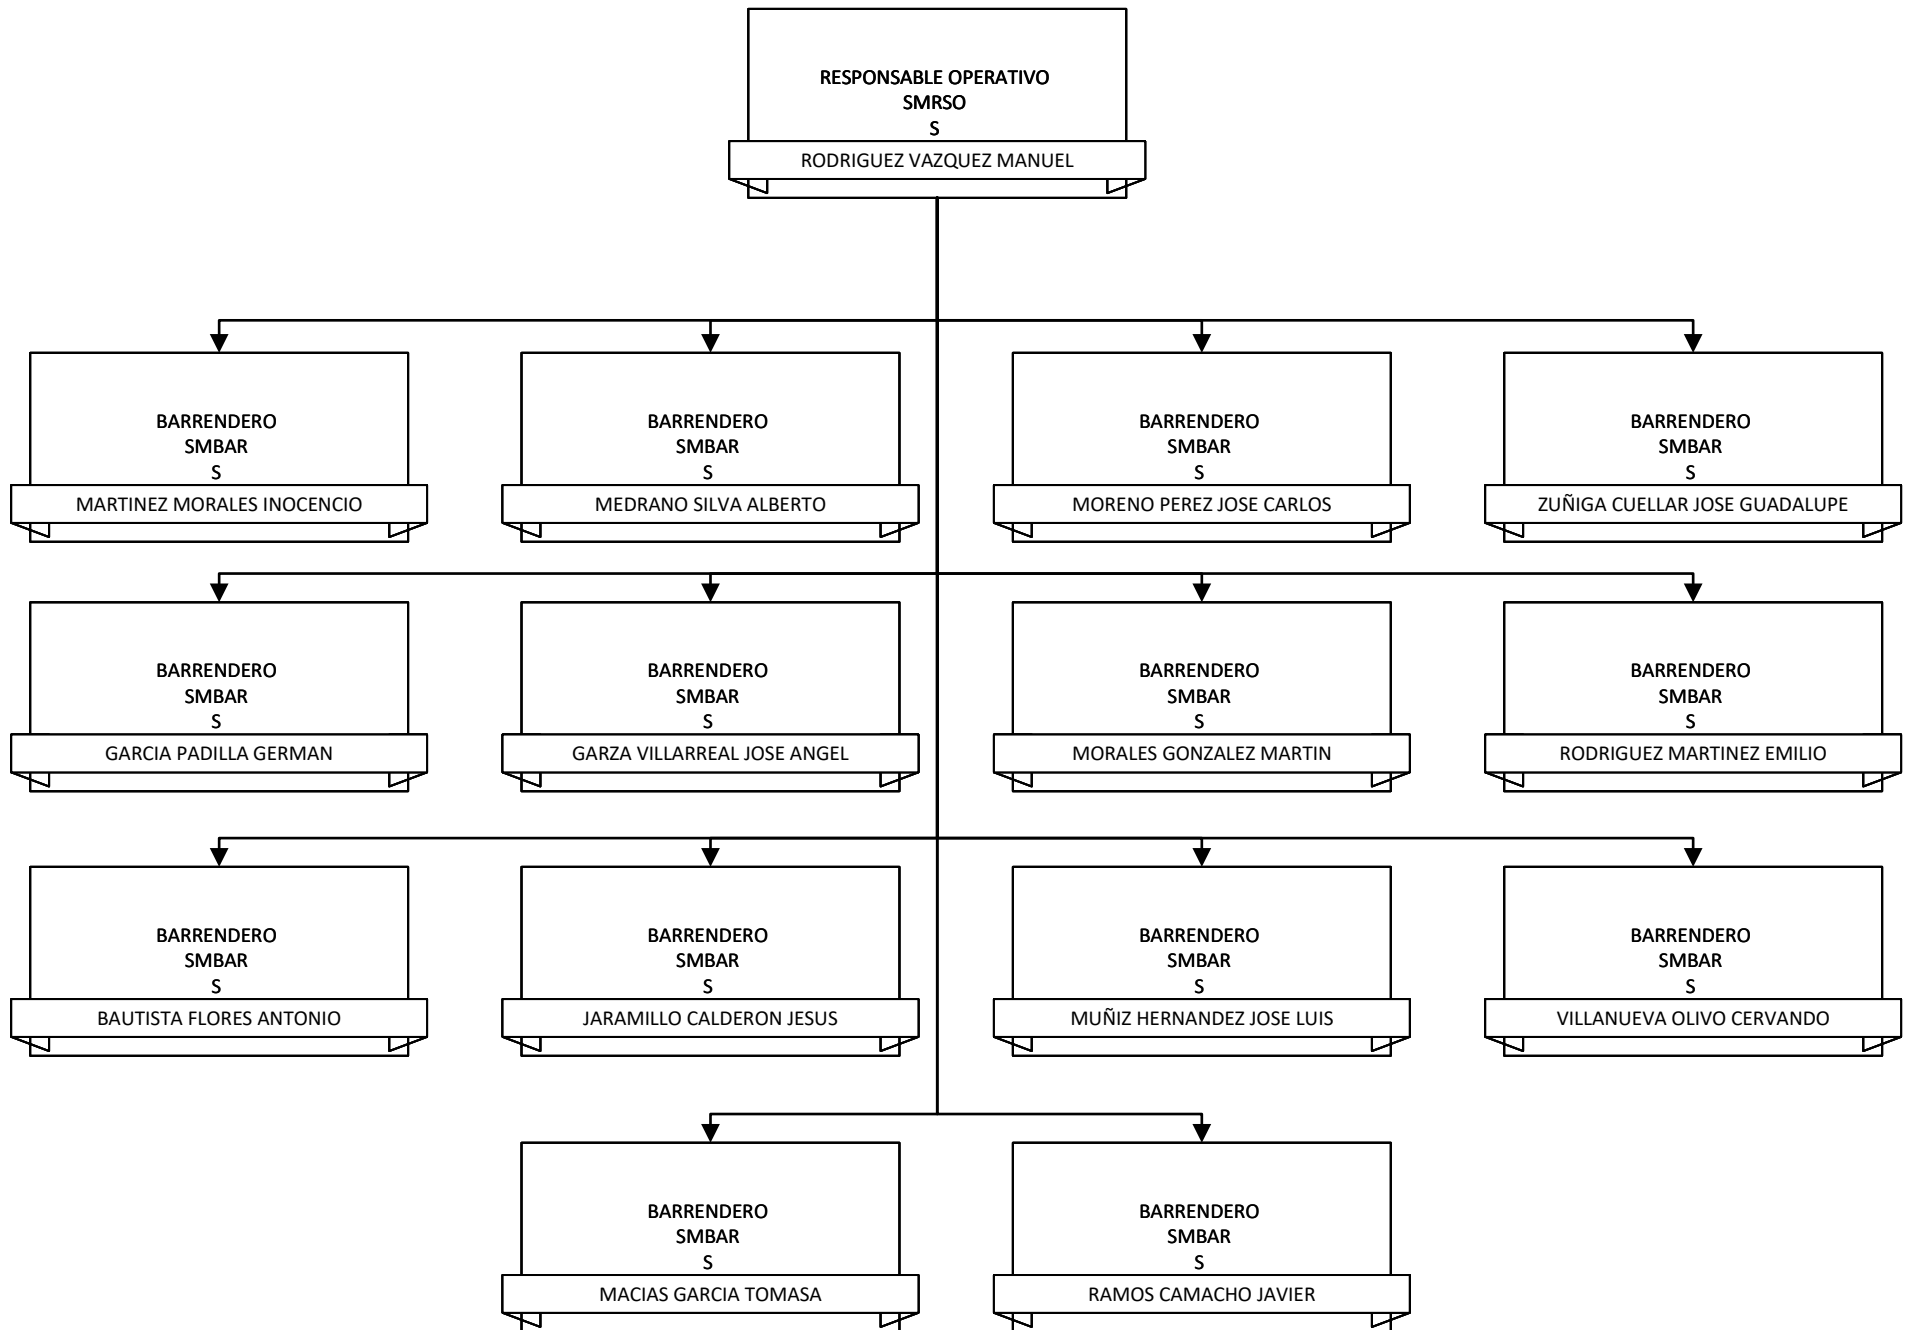 RESPONSABLE OPERATIVO
SMRSO
S
RODRIGUEZ VAZQUEZ MANUEL
BARRENDERO
SMBAR
S
MARTINEZ MORALES INOCENCIO
BARRENDERO
SMBAR
S
MEDRANO SILVA ALBERTO
BARRENDERO
SMBAR
S
MORENO PEREZ JOSE CARLOS
BARRENDERO
SMBAR
S
ZUÑIGA CUELLAR JOSE GUADALUPE
BARRENDERO
SMBAR
S
GARCIA PADILLA GERMAN
BARRENDERO
SMBAR
S
GARZA VILLARREAL JOSE ANGEL
BARRENDERO
SMBAR
S
MORALES GONZALEZ MARTIN
BARRENDERO
SMBAR
S
RODRIGUEZ MARTINEZ EMILIO
BARRENDERO
SMBAR
S
BAUTISTA FLORES ANTONIO
BARRENDERO
SMBAR
S
JARAMILLO CALDERON JESUS
BARRENDERO
SMBAR
S
MUÑIZ HERNANDEZ JOSE LUIS
BARRENDERO
SMBAR
S
VILLANUEVA OLIVO CERVANDO
BARRENDERO
SMBAR
S
MACIAS GARCIA TOMASA
BARRENDERO
SMBAR
S
RAMOS CAMACHO JAVIER